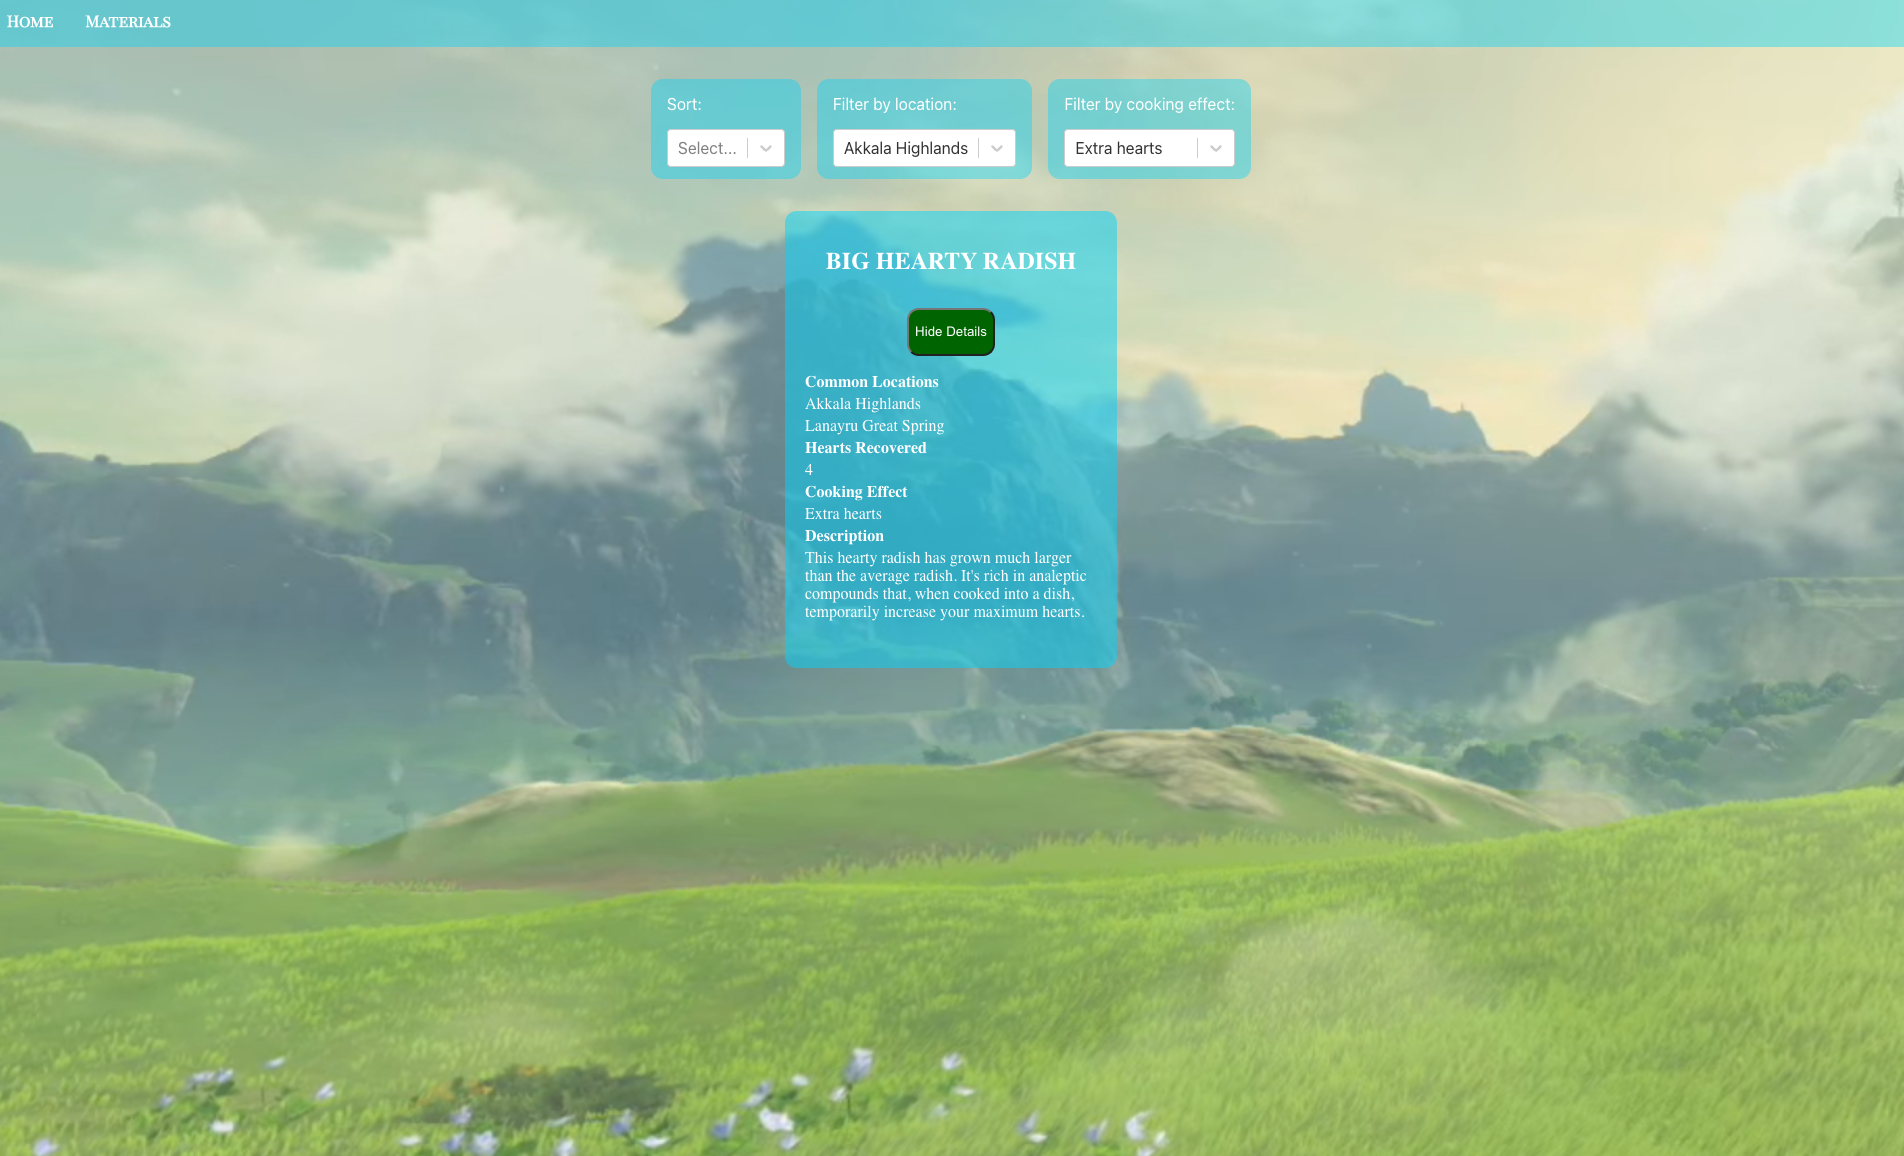 Home Materials
Sort: Filter by location: Filter by cooking effect:
Select... Akkala Highlands Extra hearts
BIG HEARTY RADISH
Hide Details
Common Locations
Akkala Highlands
Lanayru Great Spring
Hearts Recovered
4
Cooking Effect
Extra hearts
Description
This hearty radish has grown much larger
than the average radish. It's rich in analeptic
compounds that, when cooked into a dish,
temporarily increase your maximum hearts.